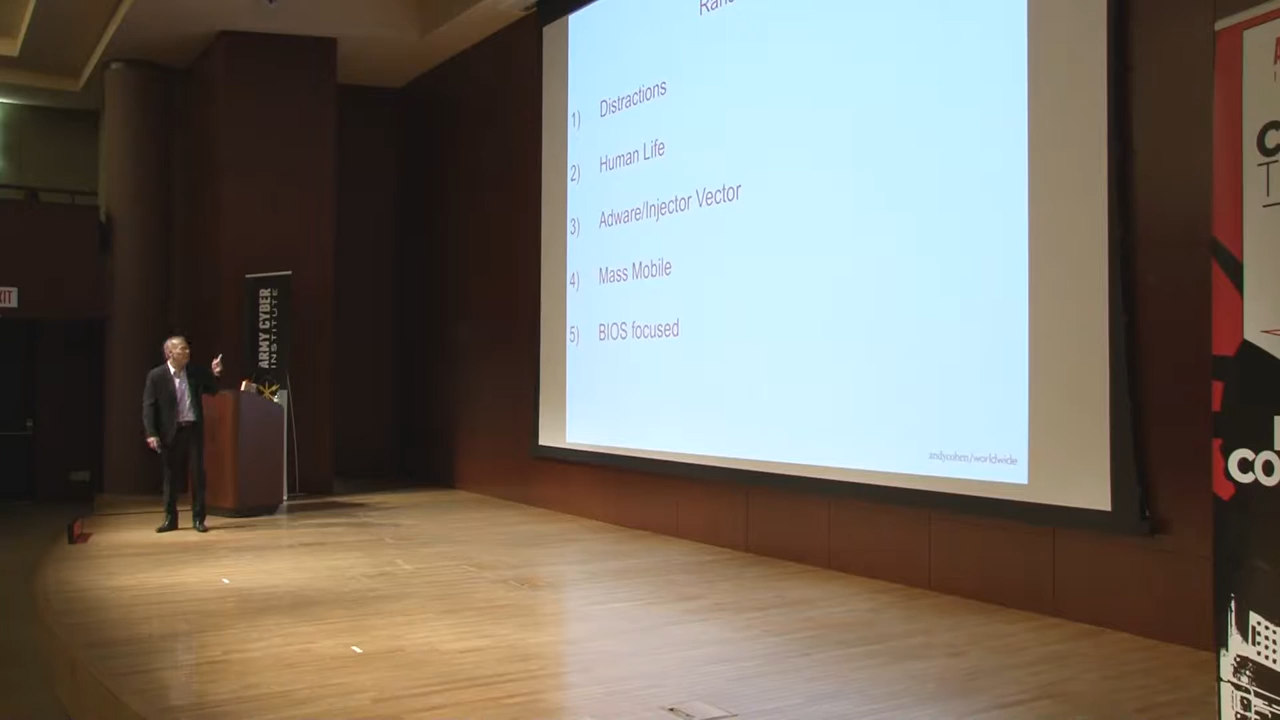 1) Distractions
2) Human Life
3) Adware/Injector Vector
4) Mass Mobile
5) BIOS focused
andycohen/worldwide
ARMY CYBER
INSTITUTE
CO